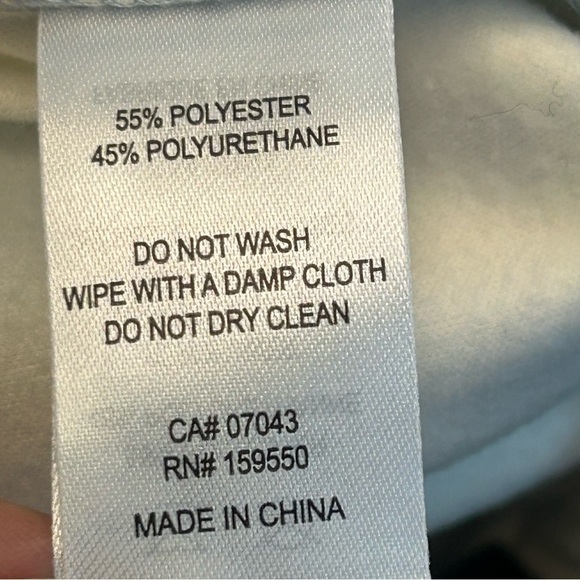 55% POLYESTER
45% POLYURETHANE
DO NOT WASH
WIPE WITH A DAMP CLOTH
DO NOT DRY CLEAN
CA# 07043
RN# 159550
MADE IN CHINA